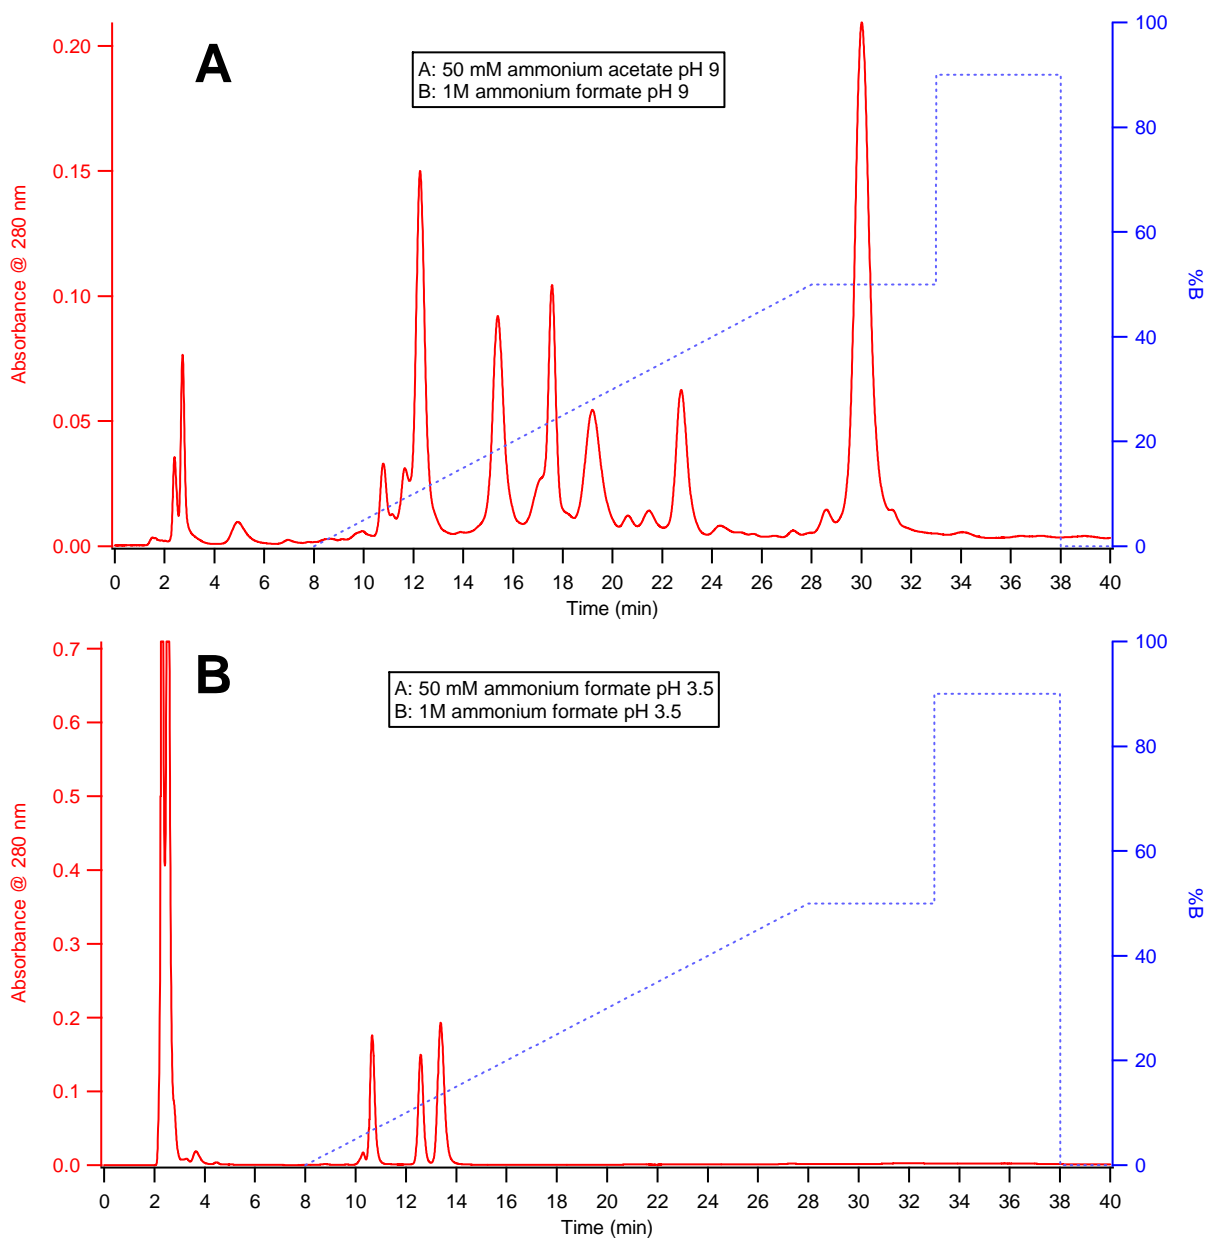 A
A: 50 mM ammonium acetate pH 9
B: 1M ammonium formate pH 9
Absorbance @ 280 nm
0.20
0.15
0.10
0.05
0.00
100
80
60
40
20
0
%B
0 2 4 6 8 10 12 14 16 18 20 22 24 26 28 30 32 34 36 38 40
Time (min)
B
A: 50 mM ammonium formate pH 3.5
B: 1M ammonium formate pH 3.5
Absorbance @ 280 nm
0.7
0.6
0.5
0.4
0.3
0.2
0.1
0.0
100
80
60
40
20
0
%B
0 2 4 6 8 10 12 14 16 18 20 22 24 26 28 30 32 34 36 38 40
Time (min)